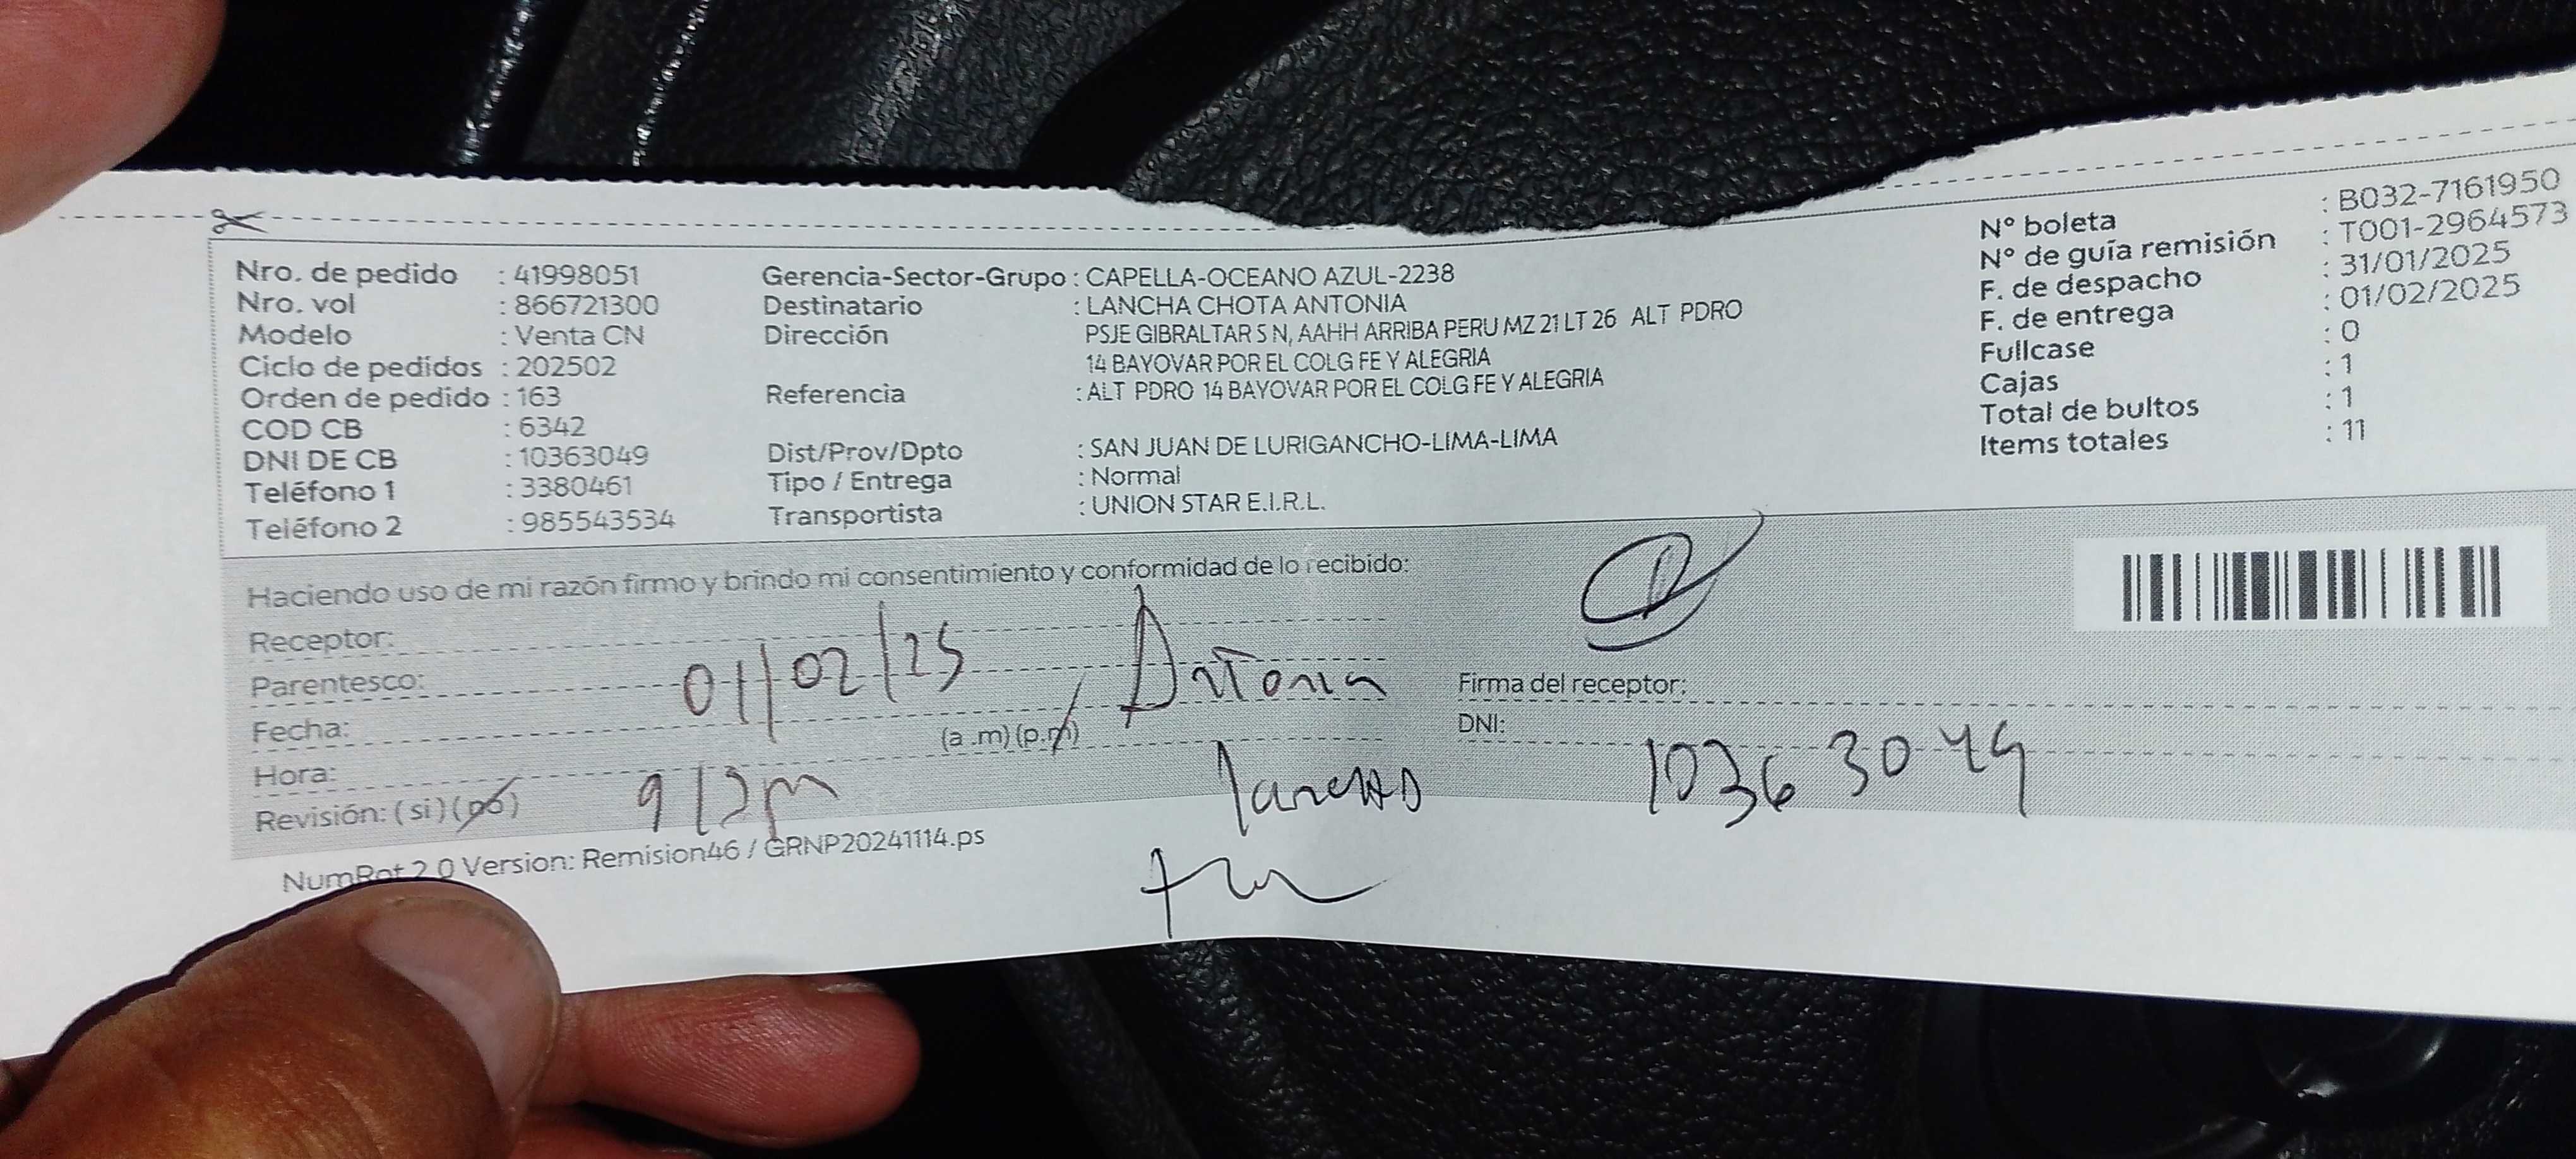 Nro. de pedido : 41998051
Nro. vol : 866721300
Modelo : Venta CN
Ciclo de pedidos : 202502
Orden de pedido : 163
COD CB : 6342
DNI DE CB : 10363049
Teléfono 1 : 3380461
Teléfono 2 : 985543534
Gerencia-Sector-Grupo : CAPELLA-OCEANO AZUL-2238
Destinatario : LANCHA CHOTA ANTONIA
Dirección PSJE GIBRALTAR S N, AAHH ARRIBA PERU MZ 21 LT 26 ALT PDRO
14 BAYOVAR POR EL COLG FE Y ALEGRIA
Referencia : ALT PDRO 14 BAYOVAR POR EL COLG FE Y ALEGRIA
Dist/Prov/Dpto : SAN JUAN DE LURIGANCHO-LIMA-LIMA
Tipo / Entrega : Normal
Transportista : UNION STAR E.I.R.L.
N° boleta : B032-7161950
N° de guía remisión : T001-2964573
F. de despacho : 31/01/2025
F. de entrega : 01/02/2025
Fullcase : 0
Cajas : 1
Total de bultos : 1
Items totales : 11
Haciendo uso de mi razón firmo y brindo mi consentimiento y conformidad de lo recibido:
Receptor:
Parentesco:
Fecha: 01/02/25
Hora: (a .m) (p.m)
Revisión: (si) (no)
Antonia
Firma del receptor:
DNI: 10363049
NumRot 2.0 Version: Remision46 / GRNP20241114.ps